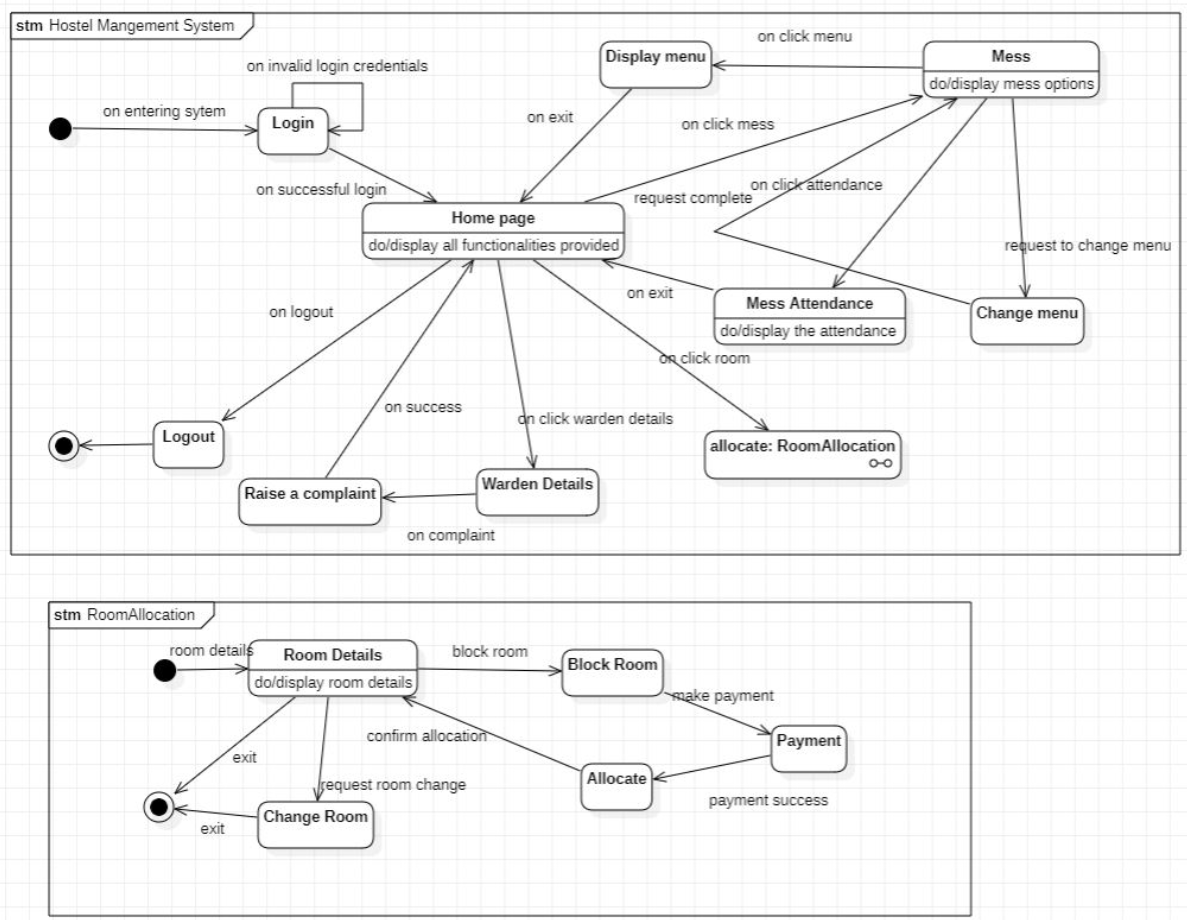 stm Hostel Mangement System
on click menu
Display menu
Mess
do/display mess options
on invalid login credentials
on entering sytem
Login
on exit
on click mess
on successful login
request complete
on click attendance
Home page
do/display all functionalities provided
request to change menu
on exit
Mess Attendance
do/display the attendance
Change menu
on logout
on click room
on success
on click warden details
Logout
allocate: RoomAllocation
Raise a complaint
Warden Details
on complaint
stm RoomAllocation
room details
Room Details
do/display room details
block room
Block Room
make payment
confirm allocation
Payment
exit
request room change
Allocate
payment success
Change Room
exit